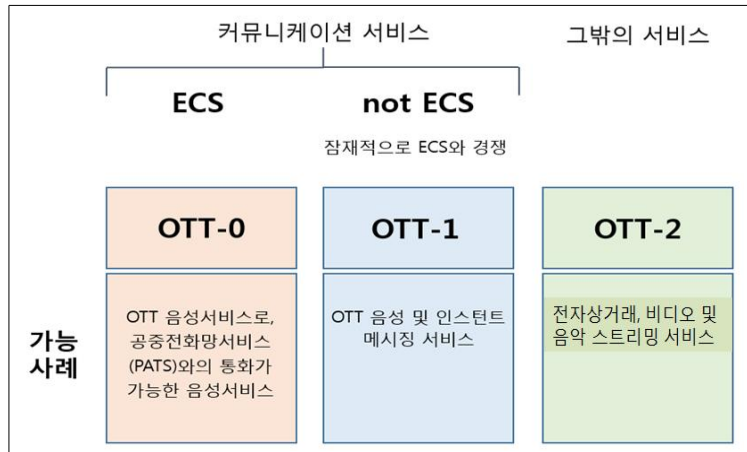 커뮤니케이션 서비스
그밖의 서비스
ECS
not ECS
잠재적으로 ECS와 경쟁
OTT-0
OTT-1
OTT-2
가능
사례
OTT 음성서비스로,
공중전화망서비스
(PATS)와의 통화가
가능한 음성서비스
OTT 음성 및 인스턴트
메시징 서비스
전자상거래, 비디오 및
음악 스트리밍 서비스